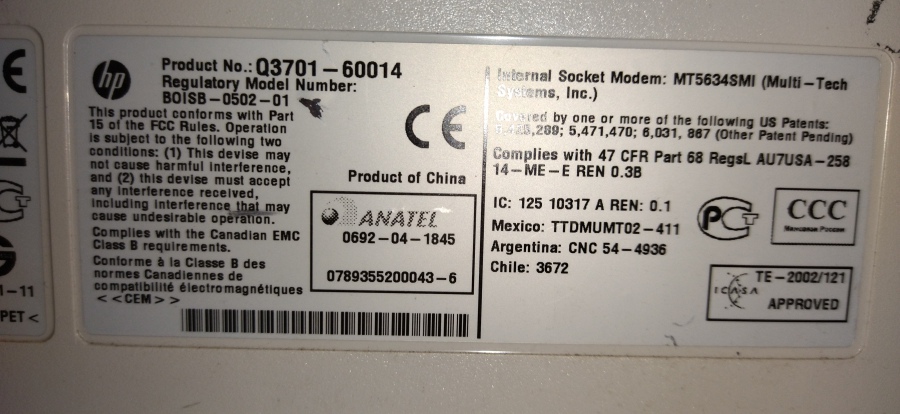 hp
Product No.: Q3701-60014
Regulatory Model Number:
BOISB-0502-01
This product conforms with Part
15 of the FCC Rules. Operation
is subject to the following two
conditions: (1) This devise may
not cause harmful interference,
and (2) this devise must accept
any interference received,
including interference that may
cause undesirable operation.
Complies with the Canadian EMC
Class B requirements.
Conforme à la Classe B des
normes Canadiennes de
compatibilité électromagnétiques
<<CEM>>
CE
Product of China
ANATEL
0692-04-1845
0789355200043-6
Internal Socket Modem: MT5634SMI (Multi-Tech
Systems, Inc.)
Covered by one or more of the following US Patents:
5,471,470; 6,031, 867 (Other Patent Pending)
Complies with 47 CFR Part 68 RegsL AU7USA-258
14-ME-E REN 0.3B
IC: 125 10317 A REN: 0.1
Mexico: TTDMUMT02-411
Argentina: CNC 54-4936
Chile: 3672
PCT
CCC
ICASA
TE-2002/121
APPROVED
1-11
PET<